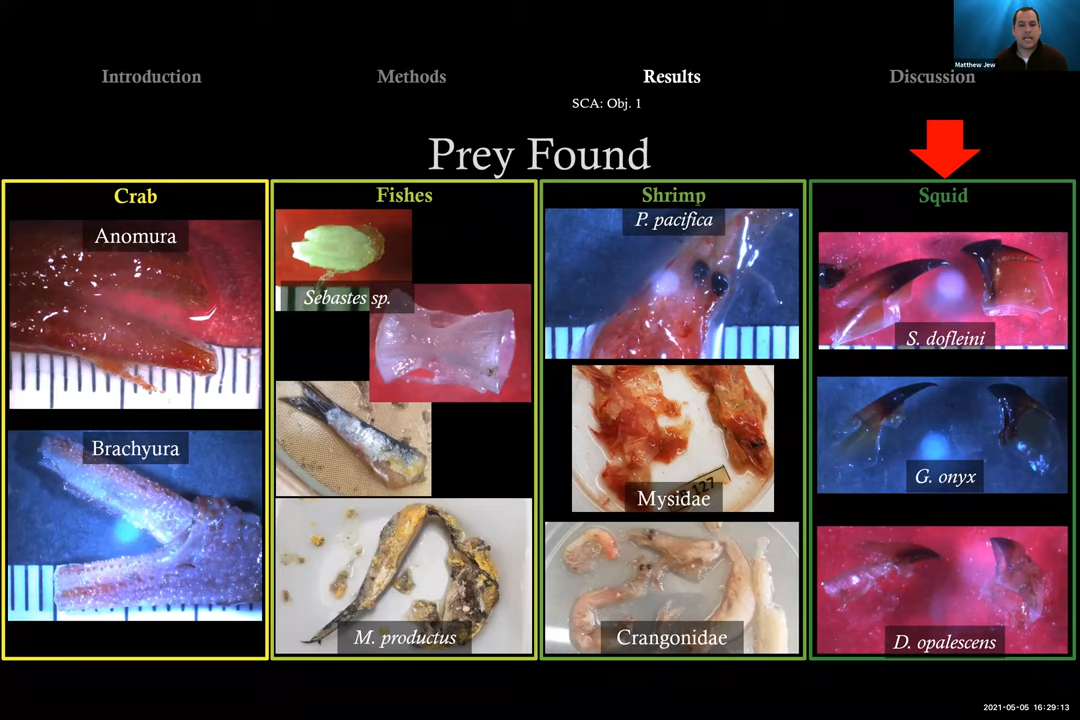 Matthew Jew
Introduction
Methods
Results
Discussion
SCA: Obj. 1
Prey Found
Crab
Anomura
Brachyura
Fishes
Sebastes sp.
M. productus
Shrimp
P. pacifica
127
Mysidae
Crangonidae
Squid
S. dofleini
G. onyx
D. opalescens
2021-05-05 16:29:13